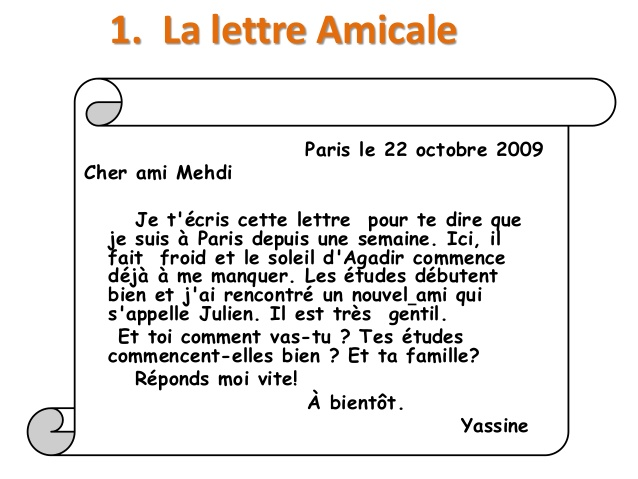 1. La lettre Amicale
Paris le 22 octobre 2009
Cher ami Mehdi
Je t'écris cette lettre pour te dire que
je suis à Paris depuis une semaine. Ici, il
fait froid et le soleil d'Agadir commence
déjà à me manquer. Les études débutent
bien et j'ai rencontré un nouvel ami qui
s'appelle Julien. Il est très gentil.
Et toi comment vas-tu ? Tes études
commencent-elles bien ? Et ta famille?
Réponds moi vite!
À bientôt.
Yassine